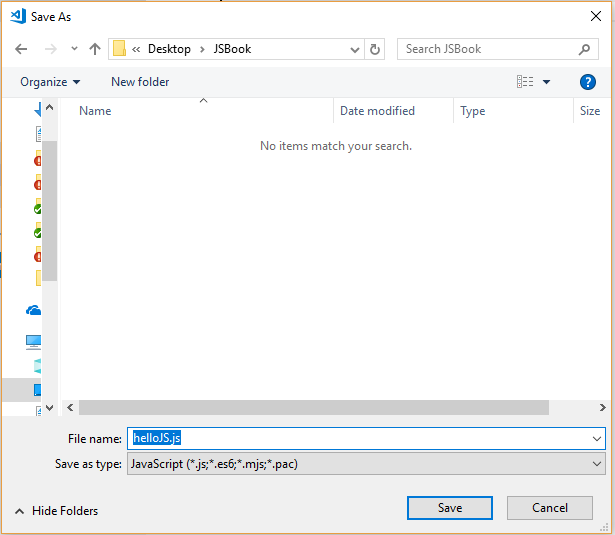 Save As
« Desktop > JSBook
Search JSBook
Organize New folder
Name Date modified Type Size
No items match your search.
File name: helloJS.js
Save as type: JavaScript (*.js;*.es6;*.mjs;*.pac)
Hide Folders Save Cancel